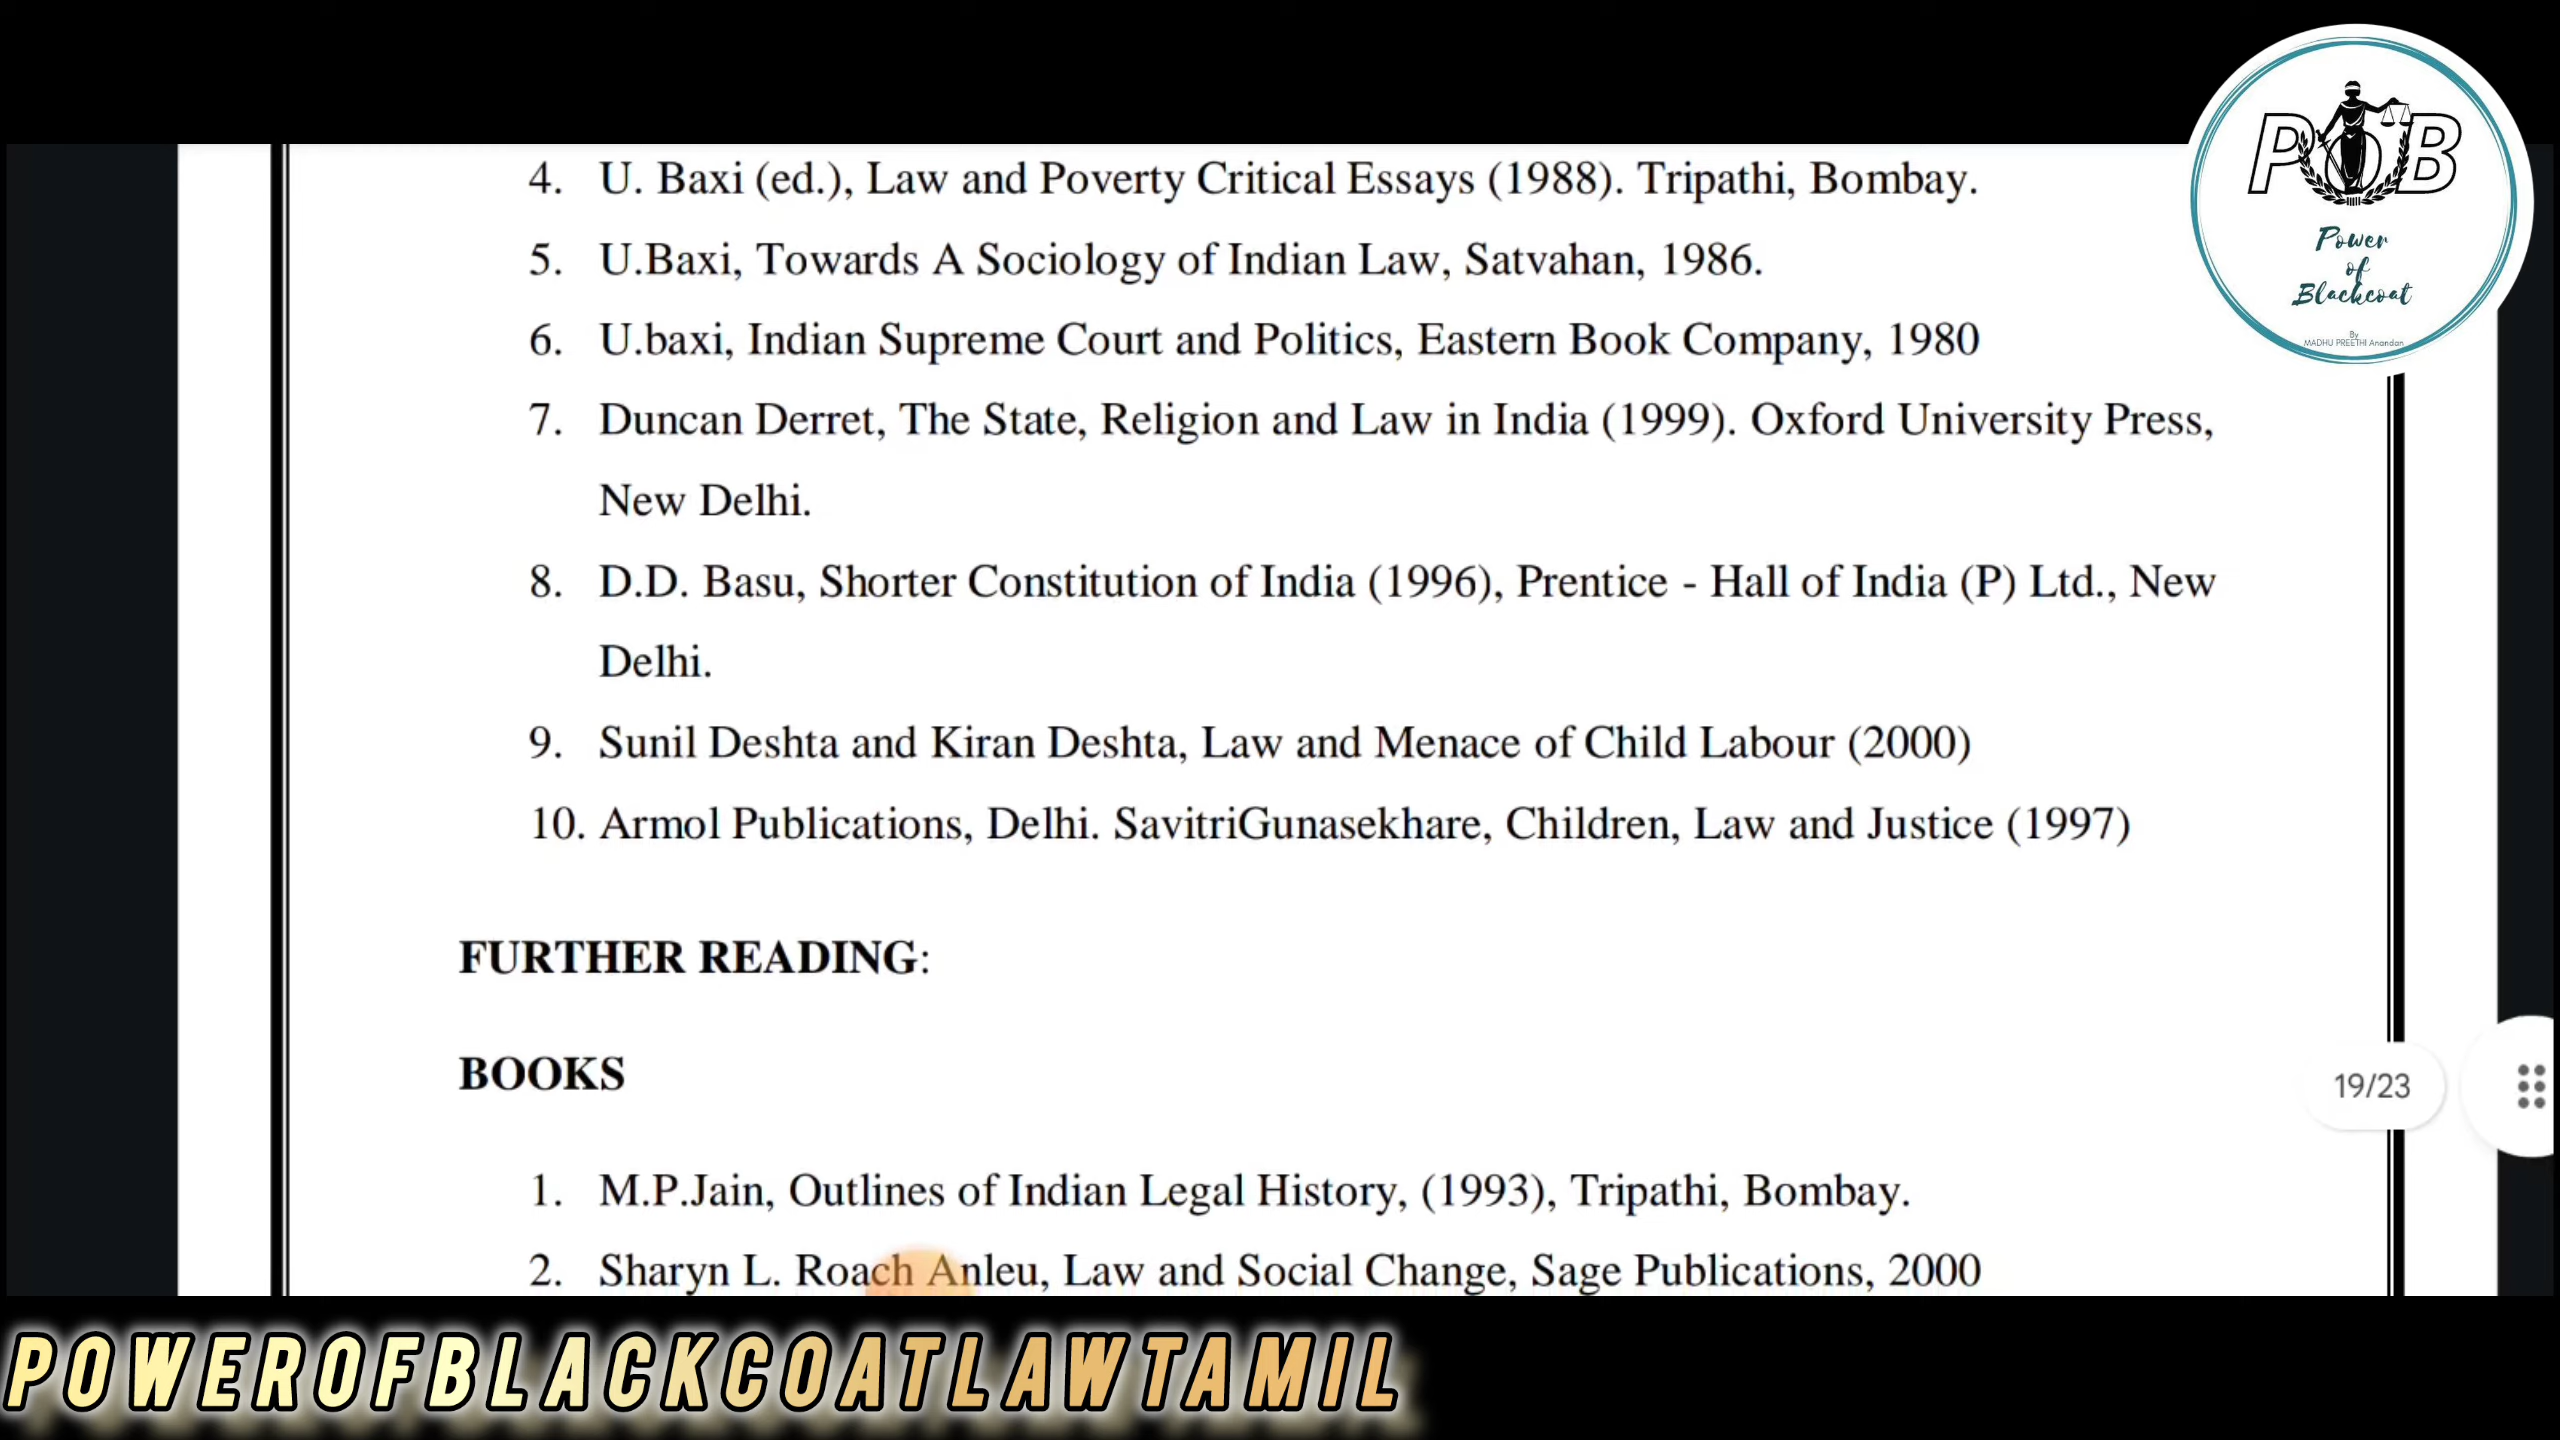 4. U. Baxi (ed.), Law and Poverty Critical Essays (1988). Tripathi, Bombay.
5. U.Baxi, Towards A Sociology of Indian Law, Satvahan, 1986.
6. U.baxi, Indian Supreme Court and Politics, Eastern Book Company, 1980
7. Duncan Derret, The State, Religion and Law in India (1999). Oxford University Press,
New Delhi.
8. D.D. Basu, Shorter Constitution of India (1996), Prentice - Hall of India (P) Ltd., New
Delhi.
9. Sunil Deshta and Kiran Deshta, Law and Menace of Child Labour (2000)
10. Armol Publications, Delhi. SavitriGunasekhare, Children, Law and Justice (1997)
FURTHER READING:
BOOKS
1. M.P.Jain, Outlines of Indian Legal History, (1993), Tripathi, Bombay.
2. Sharyn L. Roach Anleu, Law and Social Change, Sage Publications, 2000
19/23
POB
Power
of
Blackcoat
By
MADHU PREETHI Anandan
POWEROFBLACKCOATLAWTAMIL